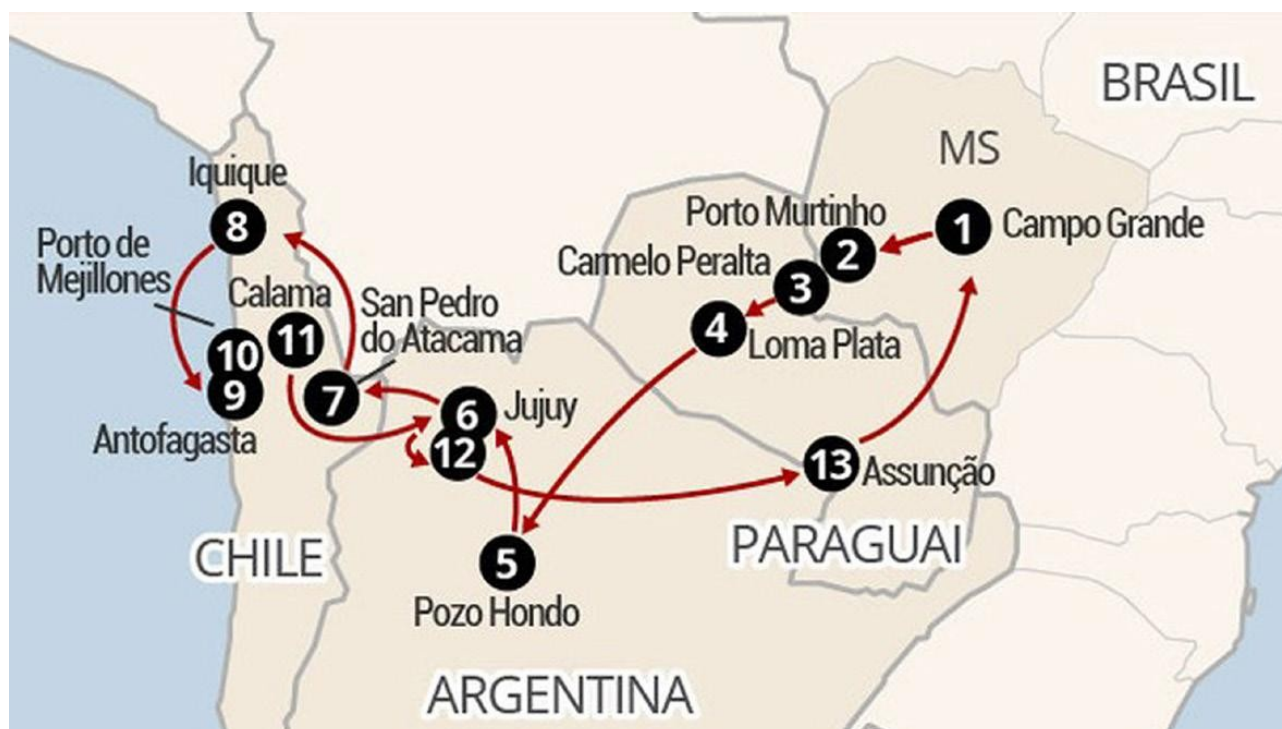 BRASIL
MS
Iquique
8
Porto Murtinho
2
1
Campo Grande
Porto de
Mejillones
Carmelo Peralta
3
Calama
11
San Pedro
do Atacama
4
Loma Plata
10
9
7
6
Jujuy
Antofagasta
12
13
Assunção
CHILE
PARAGUAI
5
Pozo Hondo
ARGENTINA